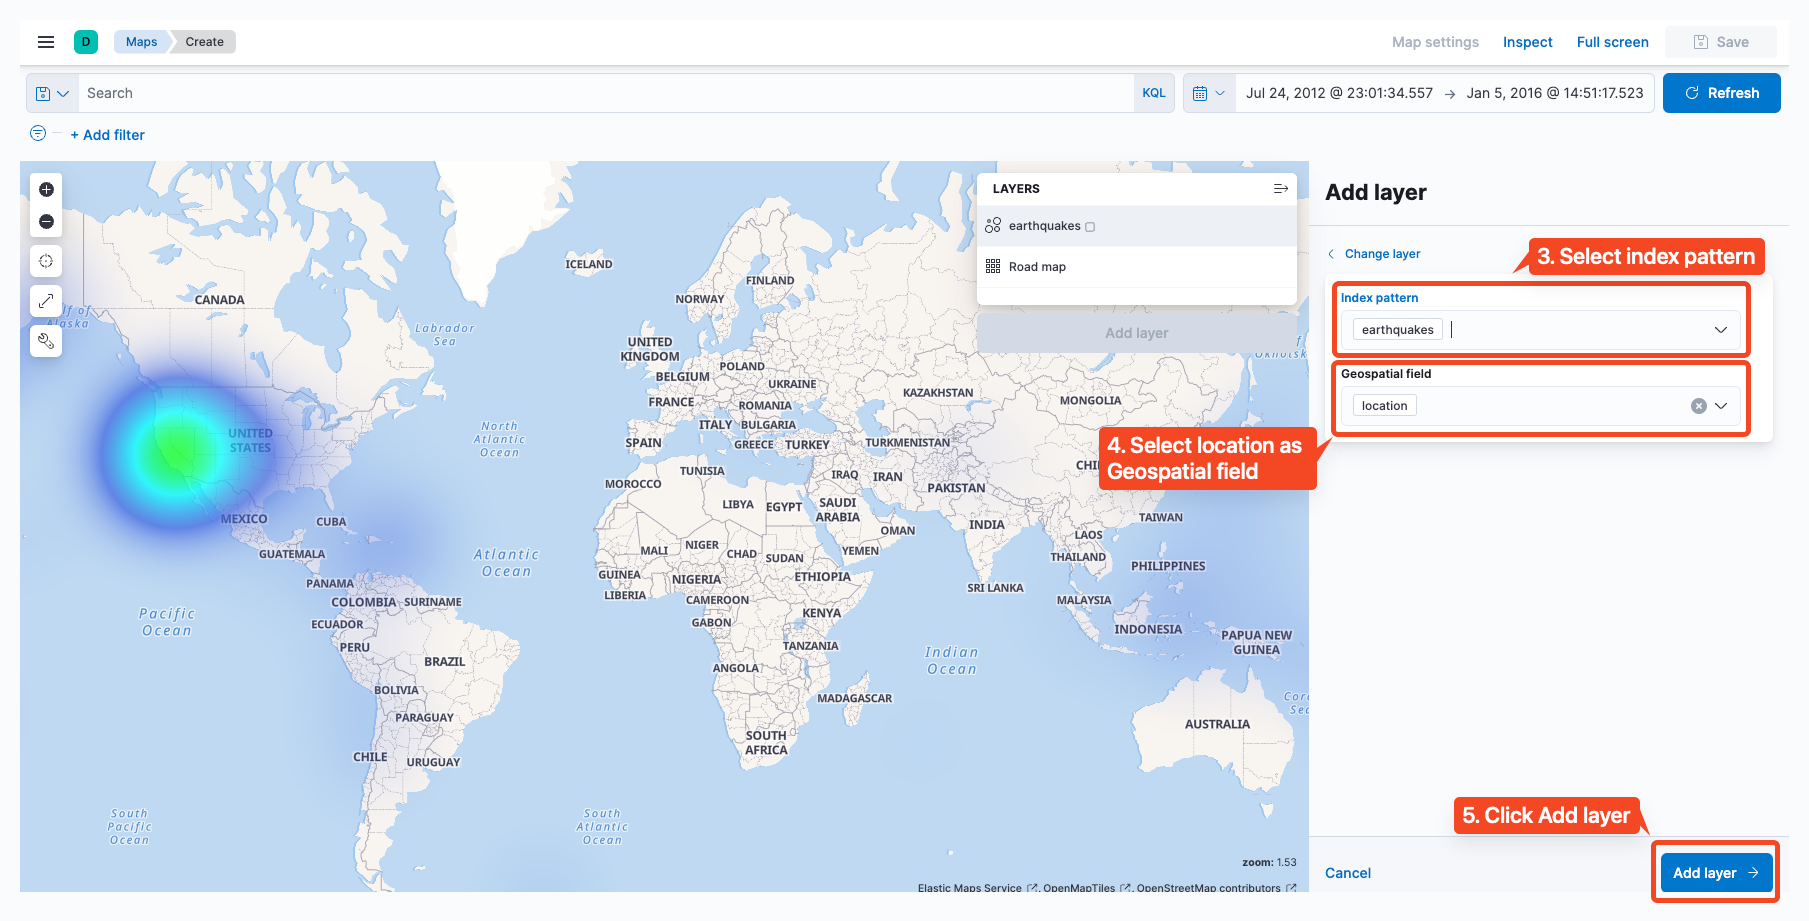 D
Maps
Create
Map settings
Inspect
Full screen
Save
Search
KQL
Jul 24, 2012 @ 23:01:34.557 → Jan 5, 2016 @ 14:51:17.523
Refresh
+ Add filter
LAYERS
earthquakes
Road map
Add layer
Add layer
Change layer
3. Select index pattern
Index pattern
earthquakes
Geospatial field
location
4. Select location as
Geospatial field
5. Click Add layer
Cancel
Add layer →
ICELAND
FINLAND
NORWAY
CANADA
Gulf of
Alaska
Labrador
Sea
UNITED
KINGDOM
POLAND
BELGIUM
UKRAINE
FRANCE
ROMANIA
KAZAKHSTAN
MONGOLIA
Okhotsk
ITALY
BULGARIA
North
Atlantic
Ocean
UNITED
STATES
SPAIN
GREECE
TURKEY
TURKMENISTAN
TUNISIA
IRAQ
IRAN
MOROCCO
PAKISTAN
LIBYA
EGYPT
SAUDI
ARABIA
MEXICO
CUBA
TAIWAN
INDIA
OMAN
LAOS
GUATEMALA
Atlantic
Ocean
MALI
NIGER
CHAD
SUDAN
YEMEN
THAILAND
PHILIPPINES
PANAMA
GUINEA
NIGERIA
ETHIOPIA
SRI LANKA
LIBERIA
COLOMBIA
SURINAME
CAMEROON
MALAYSIA
Pacific
Ocean
ECUADOR
GABON
KENYA
INDONESIA
PAPUA NEW
GUINEA
PERU
TANZANIA
BRAZIL
ANGOLA
Indian
Ocean
BOLIVIA
MADAGASCAR
PARAGUAY
AUSTRALIA
SOUTH
AFRICA
CHILE
URUGUAY
South
Pacific
Ocean
South
Atlantic
Ocean
zoom: 1.53
Elastic Maps Service , OpenMapTiles , OpenStreetMap contributors